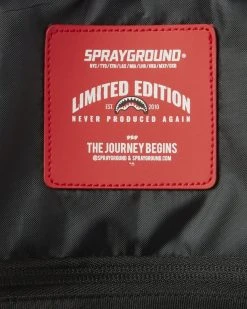 SPRAYGROUND®
LIMITED EDITION
EST 2010
NEVER PRODUCED AGAIN
THE JOURNEY BEGINS
@SPRAYGROUND & SPRAYGROUND.COM